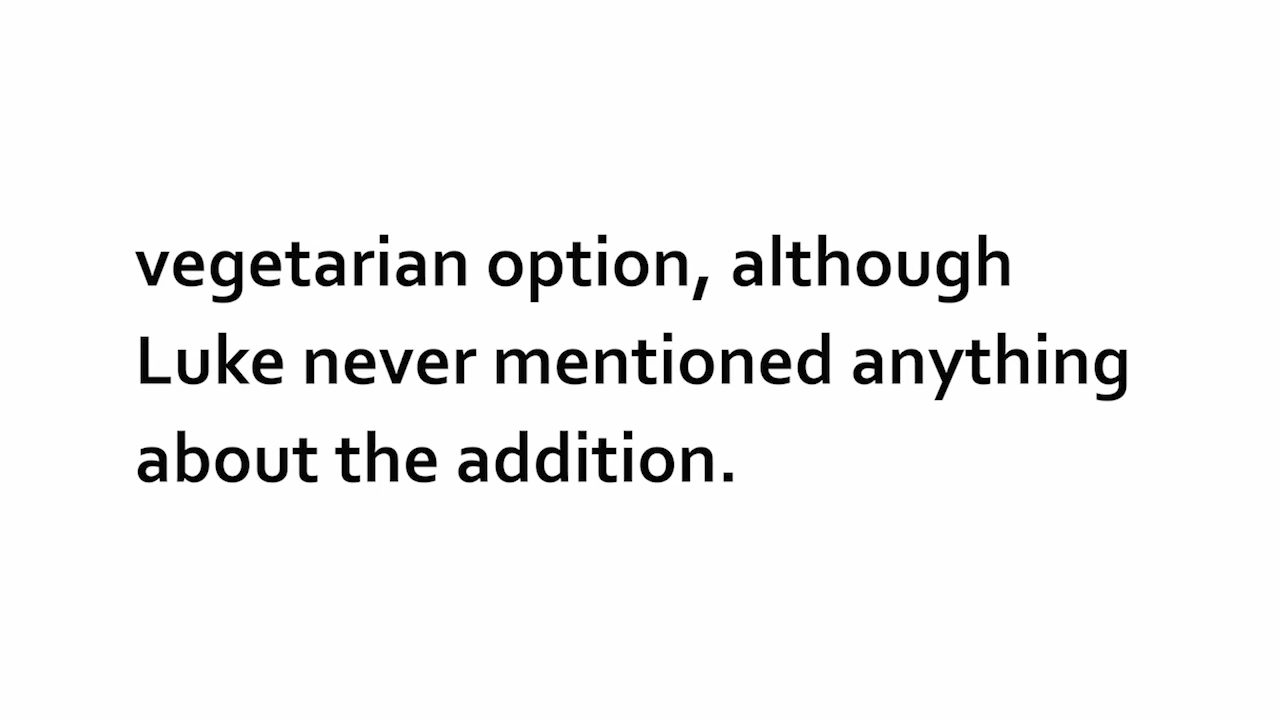 vegetarian option, although
Luke never mentioned anything
about the addition.